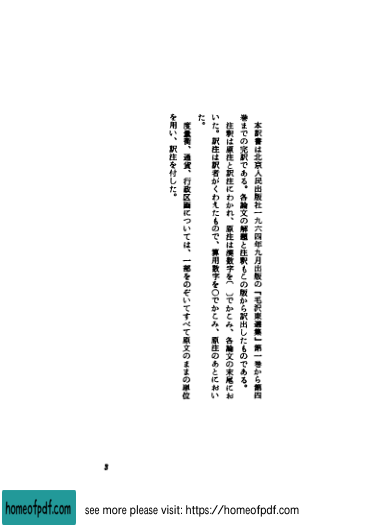 本訳書は北京人民出版社一九六四年九月出版の『毛沢東選集』第一巻から第四
巻までの完訳である。各論文の解題と注釈もこの版から訳出したものである。
注釈は原注と訳注にわかれ、原注は漢数字を〔　〕でかこみ、各論文の末尾にお
いた。訳注は訳者がくわえたもので、算用数字を〇でかこみ、原注のあとにおい
た。
度量衡、通貨、行政区画については、一部をのぞいてすべて原文のままの単位
を用い、訳注を付した。
3
homeofpdf.com
see more please visit: https://homeofpdf.com